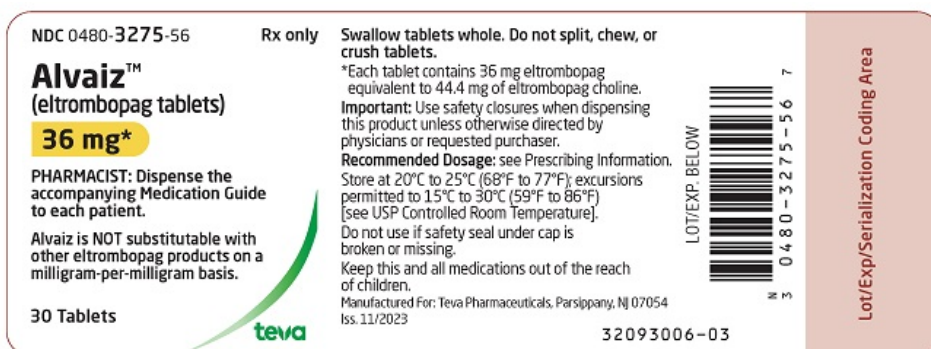 NDC 0480-3275-56 Rx only
Alvaiz™
(eltrombopag tablets)
36 mg*
PHARMACIST: Dispense the
accompanying Medication Guide
to each patient.
Alvaiz is NOT substitutable with
other eltrombopag products on a
milligram-per-milligram basis.
30 Tablets
teva
Swallow tablets whole. Do not split, chew, or
crush tablets.
*Each tablet contains 36 mg eltrombopag
equivalent to 44.4 mg of eltrombopag choline.
Important: Use safety closures when dispensing
this product unless otherwise directed by
physicians or requested purchaser.
Recommended Dosage: see Prescribing Information.
Store at 20°C to 25°C (68°F to 77°F); excursions
permitted to 15°C to 30°C (59°F to 86°F)
[see USP Controlled Room Temperature].
Do not use if safety seal under cap is
broken or missing.
Keep this and all medications out of the reach
of children.
Manufactured For: Teva Pharmaceuticals, Parsippany, NJ 07054
Iss. 11/2023
32093006-03
LOT/EXP. BELOW
N 3 0480-3275-56 7
Lot/Exp/Serialization Coding Area